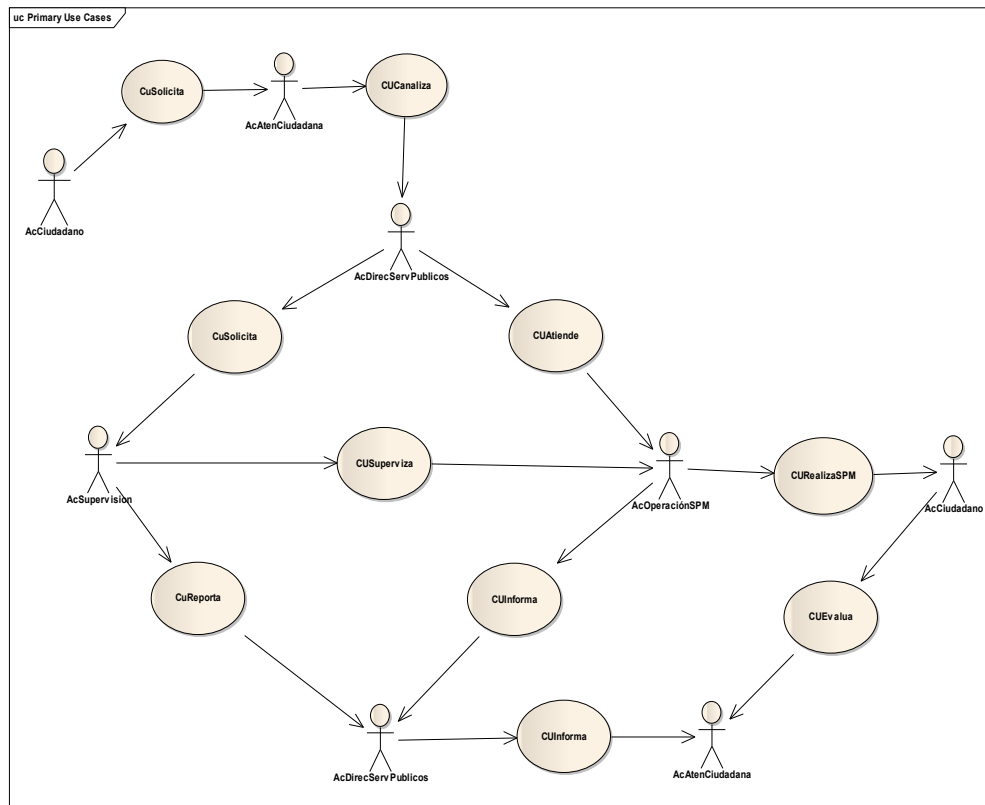 uc Primary Use Cases
CuSolicita
AcAtenCiudadana
CUCanaliza
AcCiudadano
AcDirecServPublicos
CuSolicita
CUAtiende
AcSupervision
CUSuperviza
AcOperaciónSPM
CURealizaSPM
AcCiudadano
CuReporta
CUInforma
CUEvalua
AcDirecServPublicos
CUInforma
AcAtenCiudadana